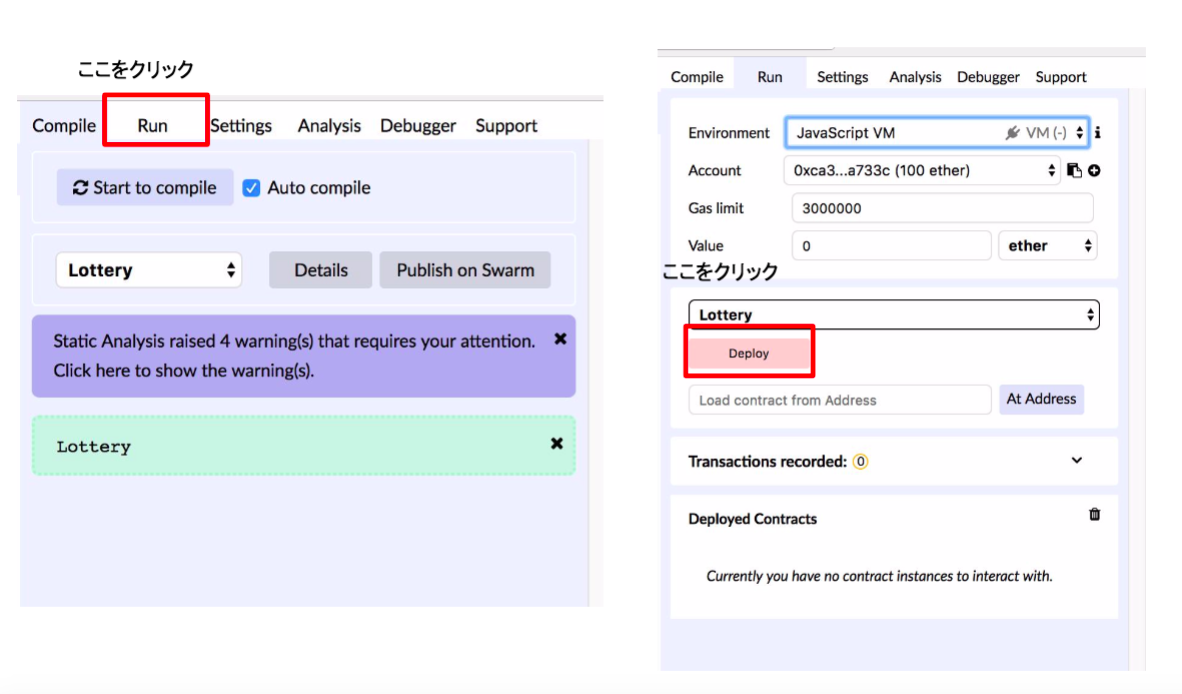 ここをクリック
Compile Run Settings Analysis Debugger Support
Start to compile Auto compile
Lottery Details Publish on Swarm
Static Analysis raised 4 warning(s) that requires your attention.
Click here to show the warning(s).
Lottery
Compile Run Settings Analysis Debugger Support
Environment JavaScript VM VM (-) i
Account 0xca3...a733c (100 ether)
Gas limit 3000000
Value 0 ether
ここをクリック
Lottery
Deploy
Load contract from Address At Address
Transactions recorded: 0
Deployed Contracts
Currently you have no contract instances to interact with.